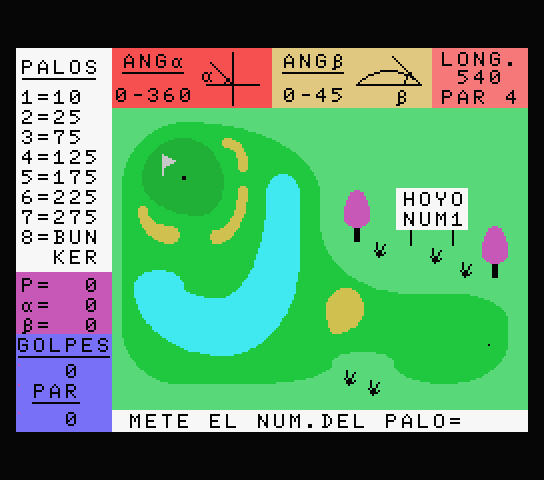 PALOS
1=10
2=25
3=75
4=125
5=175
6=225
7=275
8=BUN
KER
P= 0
α= 0
β= 0
GOLPES
0
PAR
0
ANGα
α
0-360
ANGβ
0-45 β
LONG.
540
PAR 4
HOYO
NUM1
METE EL NUM.DEL PALO=